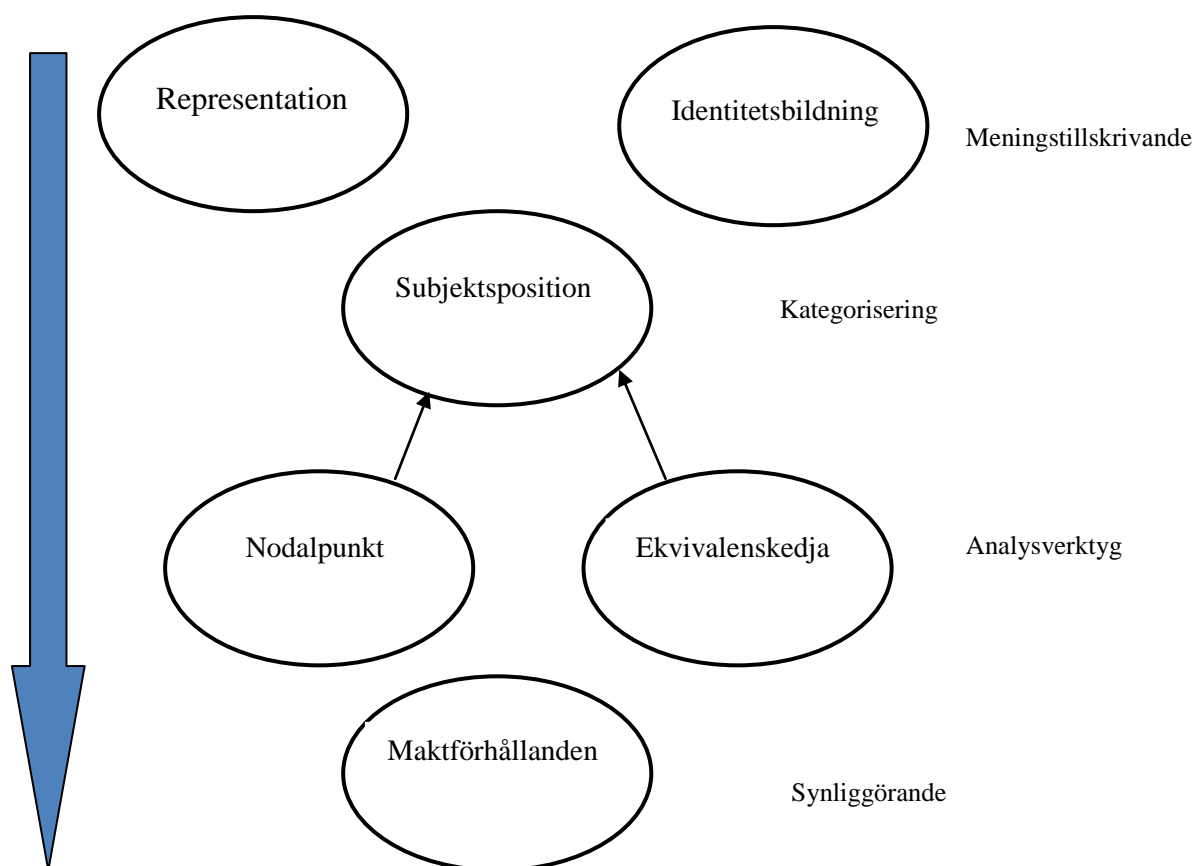 Representation
Identitetsbildning
Meningstillskrivande
Subjektsposition
Kategorisering
Nodalpunkt
Ekvivalenskedja
Analysverktyg
Maktförhållanden
Synliggörande